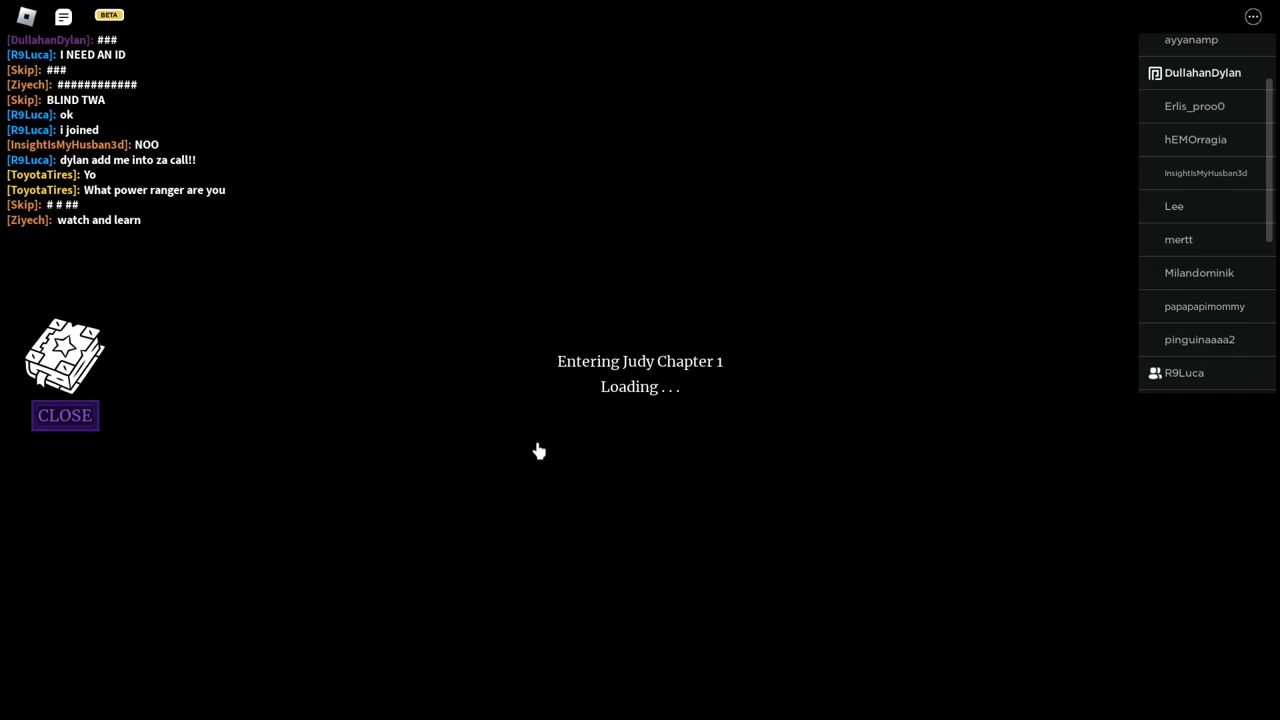 BETA
[DullahanDylan]: ###
[R9Luca]: I NEED AN ID
[Skip]: ###
[Ziyech]: ############
[Skip]: BLIND TWA
[R9Luca]: ok
[R9Luca]: i joined
[InsightIsMyHusban3d]: NOO
[R9Luca]: dylan add me into za call!!
[ToyotaTires]: Yo
[ToyotaTires]: What power ranger are you
[Skip]: # # ##
[Ziyech]: watch and learn
CLOSE
Entering Judy Chapter 1
Loading . . .
ayyanamp
DullahanDylan
Erlis_proo0
hEMOrragia
InsightIsMyHusban3d
Lee
mertt
Milandominik
papapapimommy
pinguinaaaa2
R9Luca